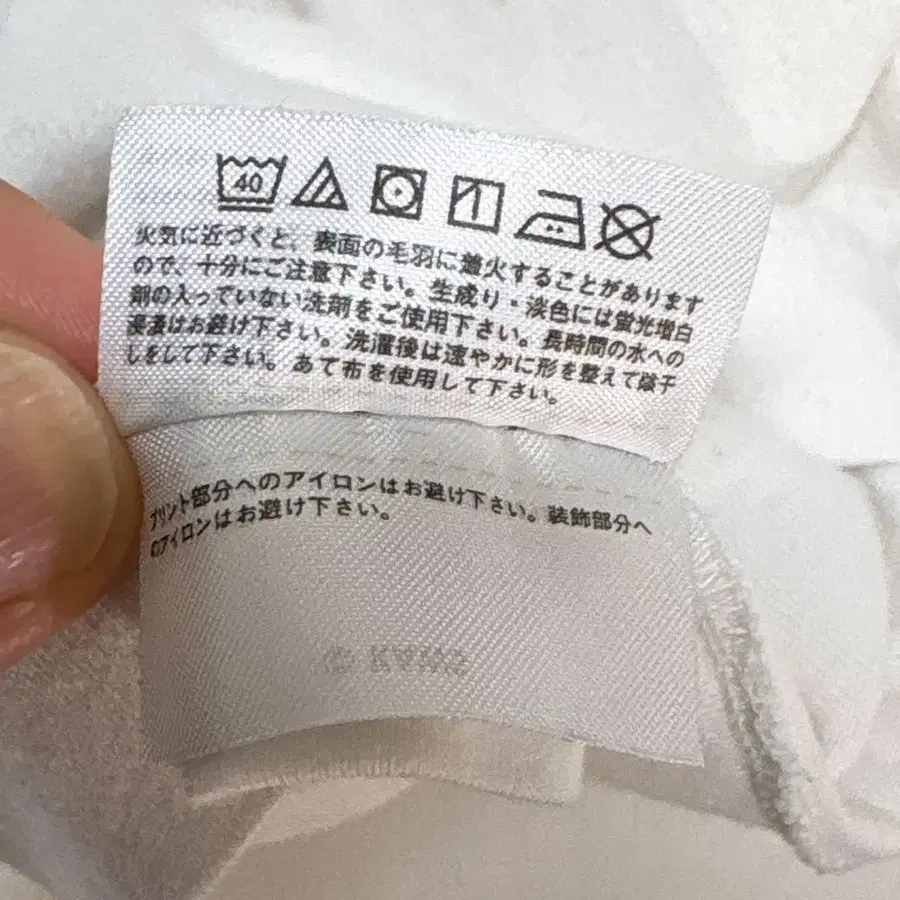 40
火気に近づくと、表面の毛羽に着火することがあります
ので、十分にご注意下さい。生成り・淡色には蛍光増白
剤の入っていない洗剤をご使用下さい。長時間の水への
浸漬はお避け下さい。洗濯後は速やかに形を整えて陰干
しをして下さい。あて布を使用して下さい。
プリント部分へのアイロンはお避け下さい。装飾部分へ
のアイロンはお避け下さい。